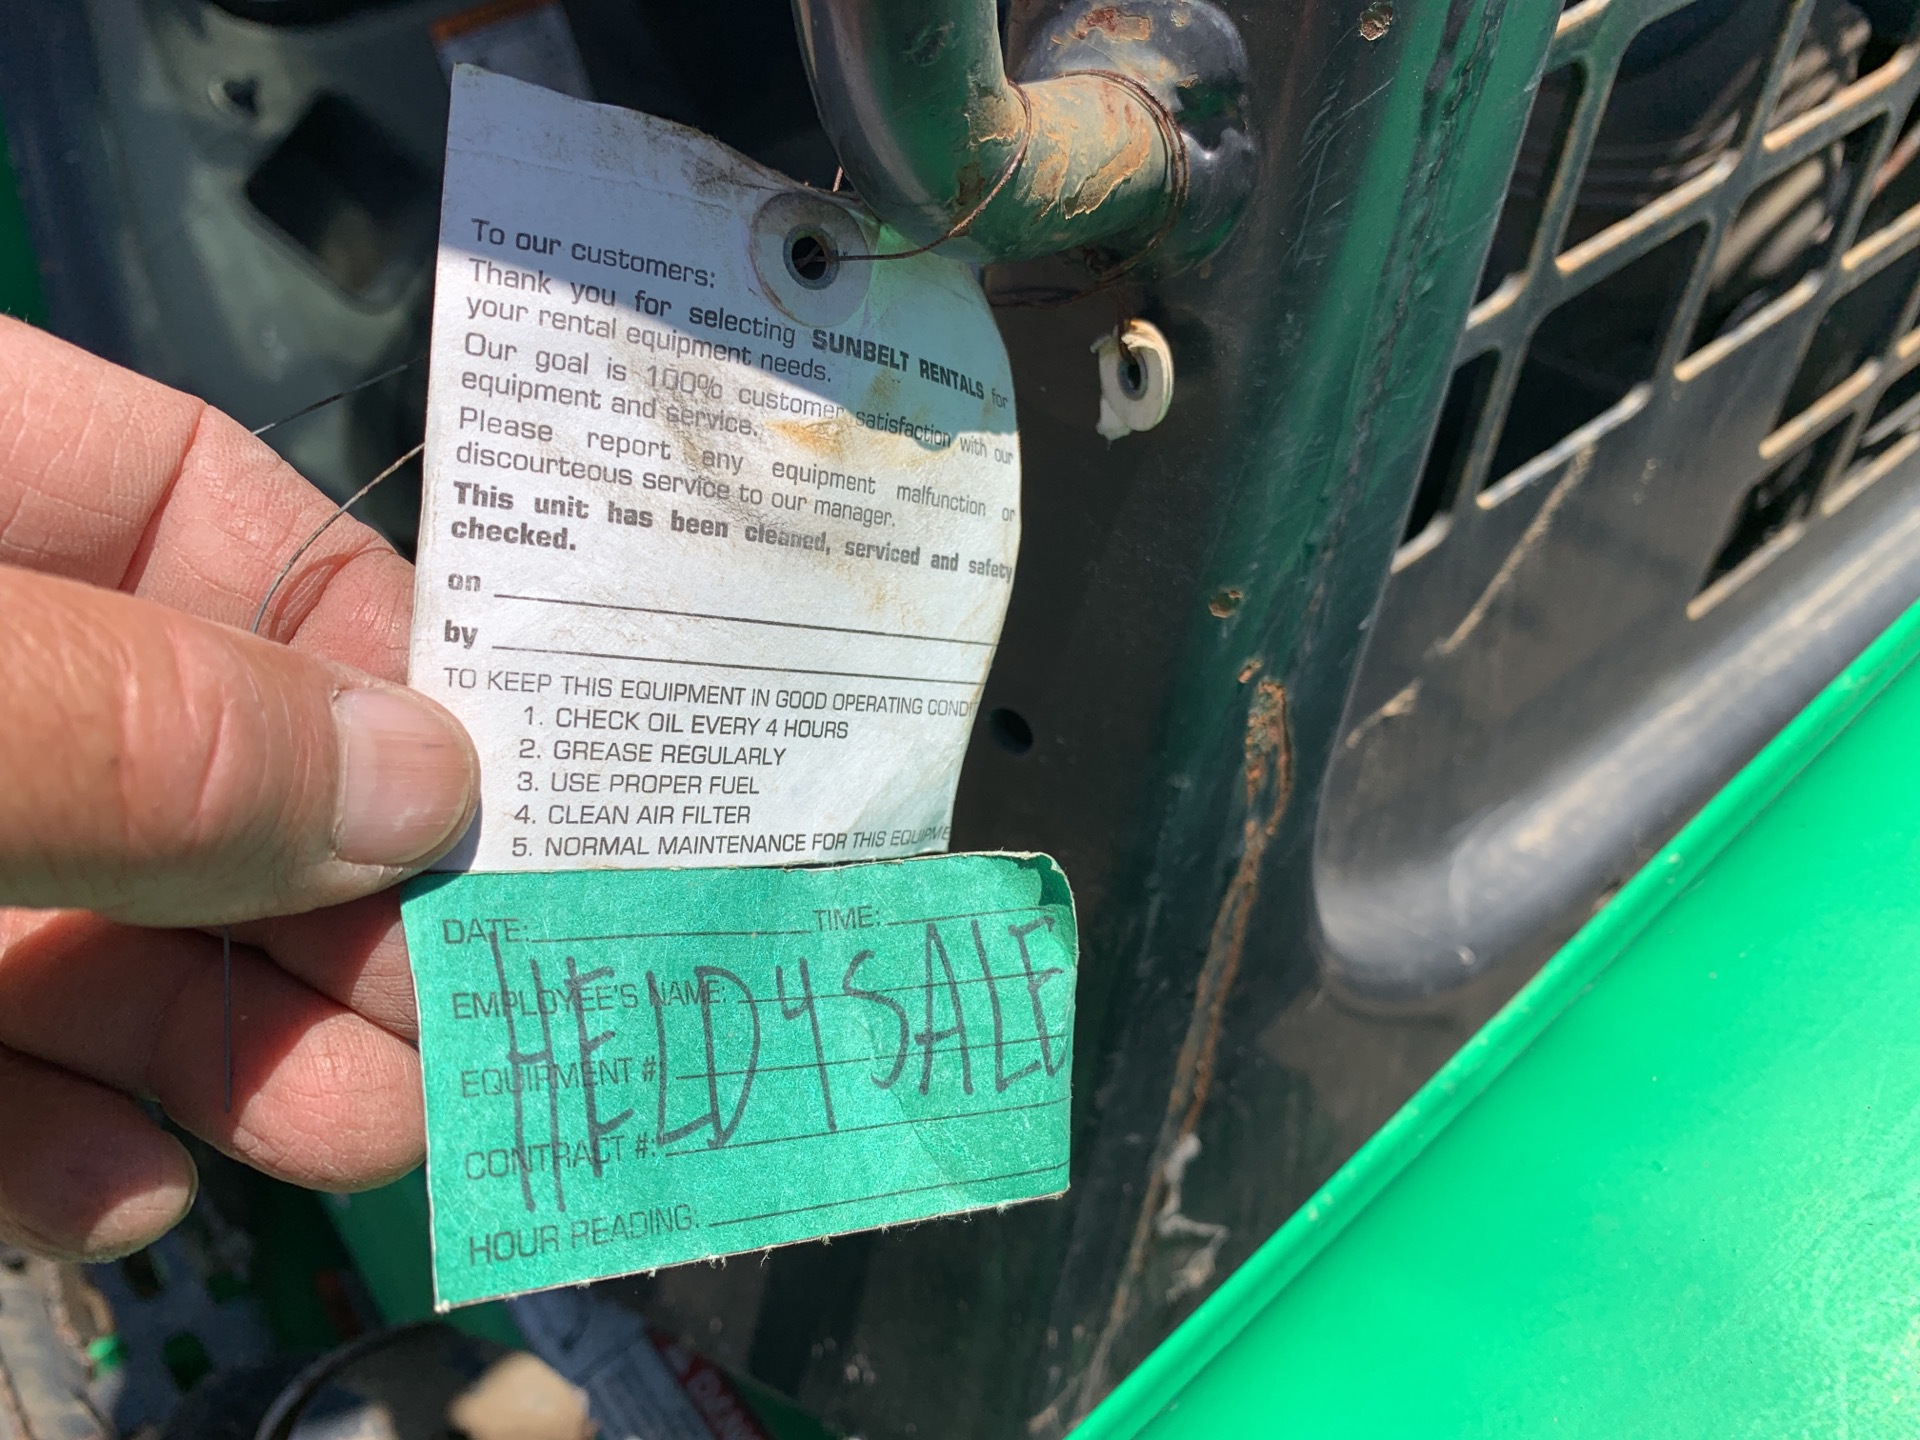 To our customers:
Thank you for selecting SUNBELT RENTALS for
your rental equipment needs.
Our goal is 100% customer satisfaction with our
equipment and service.
Please report any equipment malfunction or
discourteous service to our manager.
This unit has been cleaned, serviced and safety
checked.
on
by
TO KEEP THIS EQUIPMENT IN GOOD OPERATING CONDI
1. CHECK OIL EVERY 4 HOURS
2. GREASE REGULARLY
3. USE PROPER FUEL
4. CLEAN AIR FILTER
5. NORMAL MAINTENANCE FOR THIS EQUIPME
DATE: TIME:
EMPLOYEE'S NAME:
HELD 4 SALE
EQUIPMENT #
CONTRACT #:
HOUR READING: